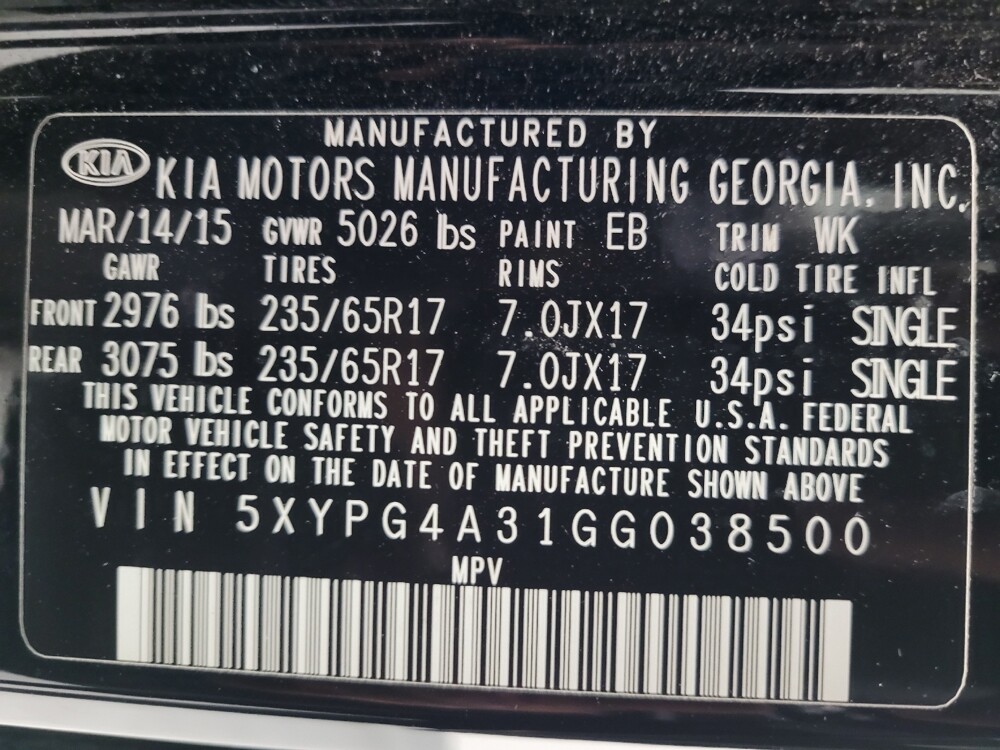 MANUFACTURED BY
KIA KIA MOTORS MANUFACTURING GEORGIA, INC.
MAR/14/15 GVWR 5026 lbs PAINT EB TRIM WK
GAWR TIRES RIMS COLD TIRE INFL
FRONT 2976 lbs 235/65R17 7.0JX17 34psi SINGLE
REAR 3075 lbs 235/65R17 7.0JX17 34psi SINGLE
THIS VEHICLE CONFORMS TO ALL APPLICABLE U.S.A. FEDERAL
MOTOR VEHICLE SAFETY AND THEFT PREVENTION STANDARDS
IN EFFECT ON THE DATE OF MANUFACTURE SHOWN ABOVE
VIN 5XYPG4A31GG038500
MPV